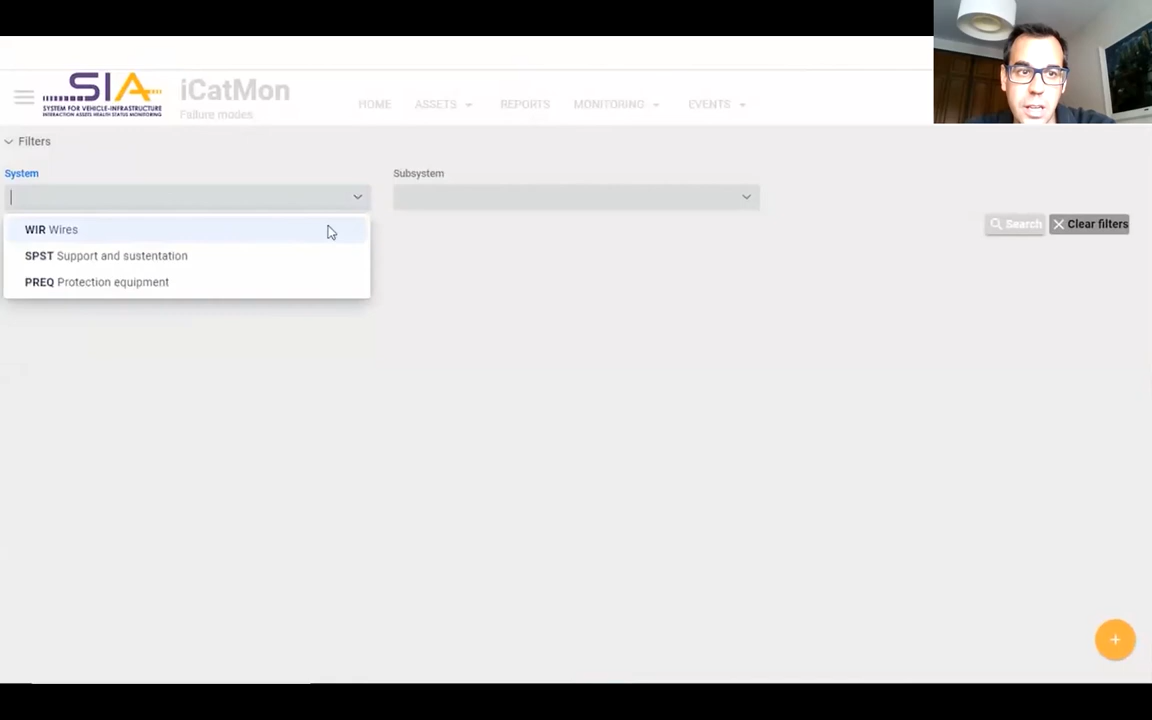 SIA
SYSTEM FOR VEHICLE-INFRASTRUCTURE
INTERACTION ASSETS HEALTH STATUS MONITORING
iCatMon
Failure modes
HOME
ASSETS
REPORTS
MONITORING
EVENTS
Filters
System
Subsystem
WIR Wires
SPST Support and sustentation
PREQ Protection equipment
Search
Clear filters
+